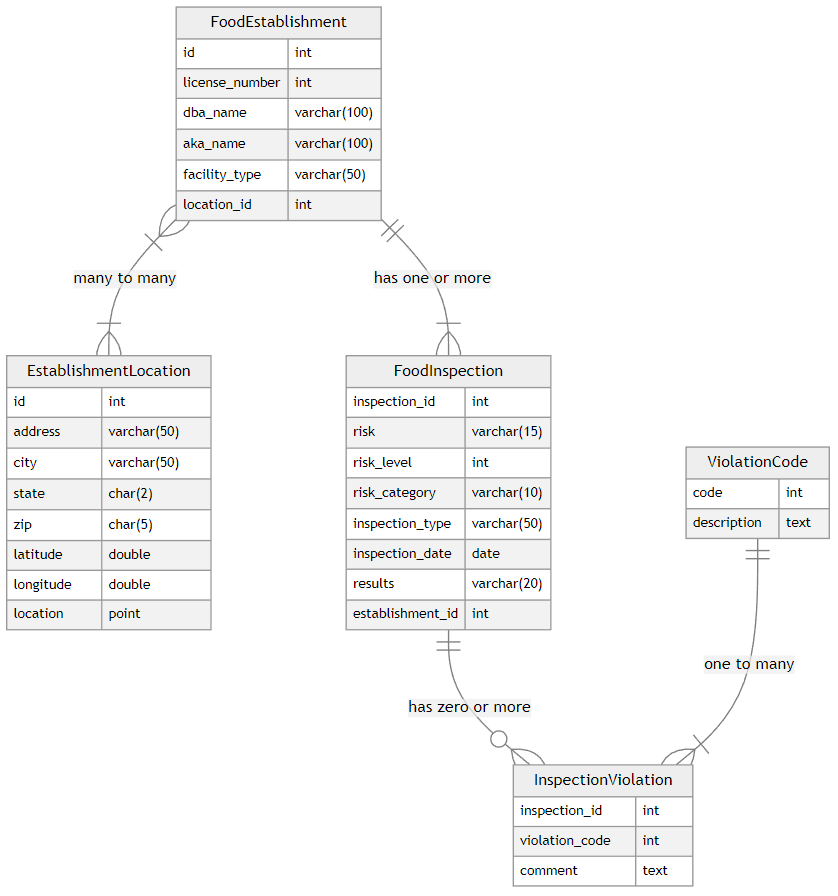 FoodEstablishment
id int
license_number int
dba_name varchar(100)
aka_name varchar(100)
facility_type varchar(50)
location_id int
many to many
has one or more
EstablishmentLocation
id int
address varchar(50)
city varchar(50)
state char(2)
zip char(5)
latitude double
longitude double
location point
FoodInspection
inspection_id int
risk varchar(15)
risk_level int
risk_category varchar(10)
inspection_type varchar(50)
inspection_date date
results varchar(20)
establishment_id int
ViolationCode
code int
description text
has zero or more
one to many
InspectionViolation
inspection_id int
violation_code int
comment text